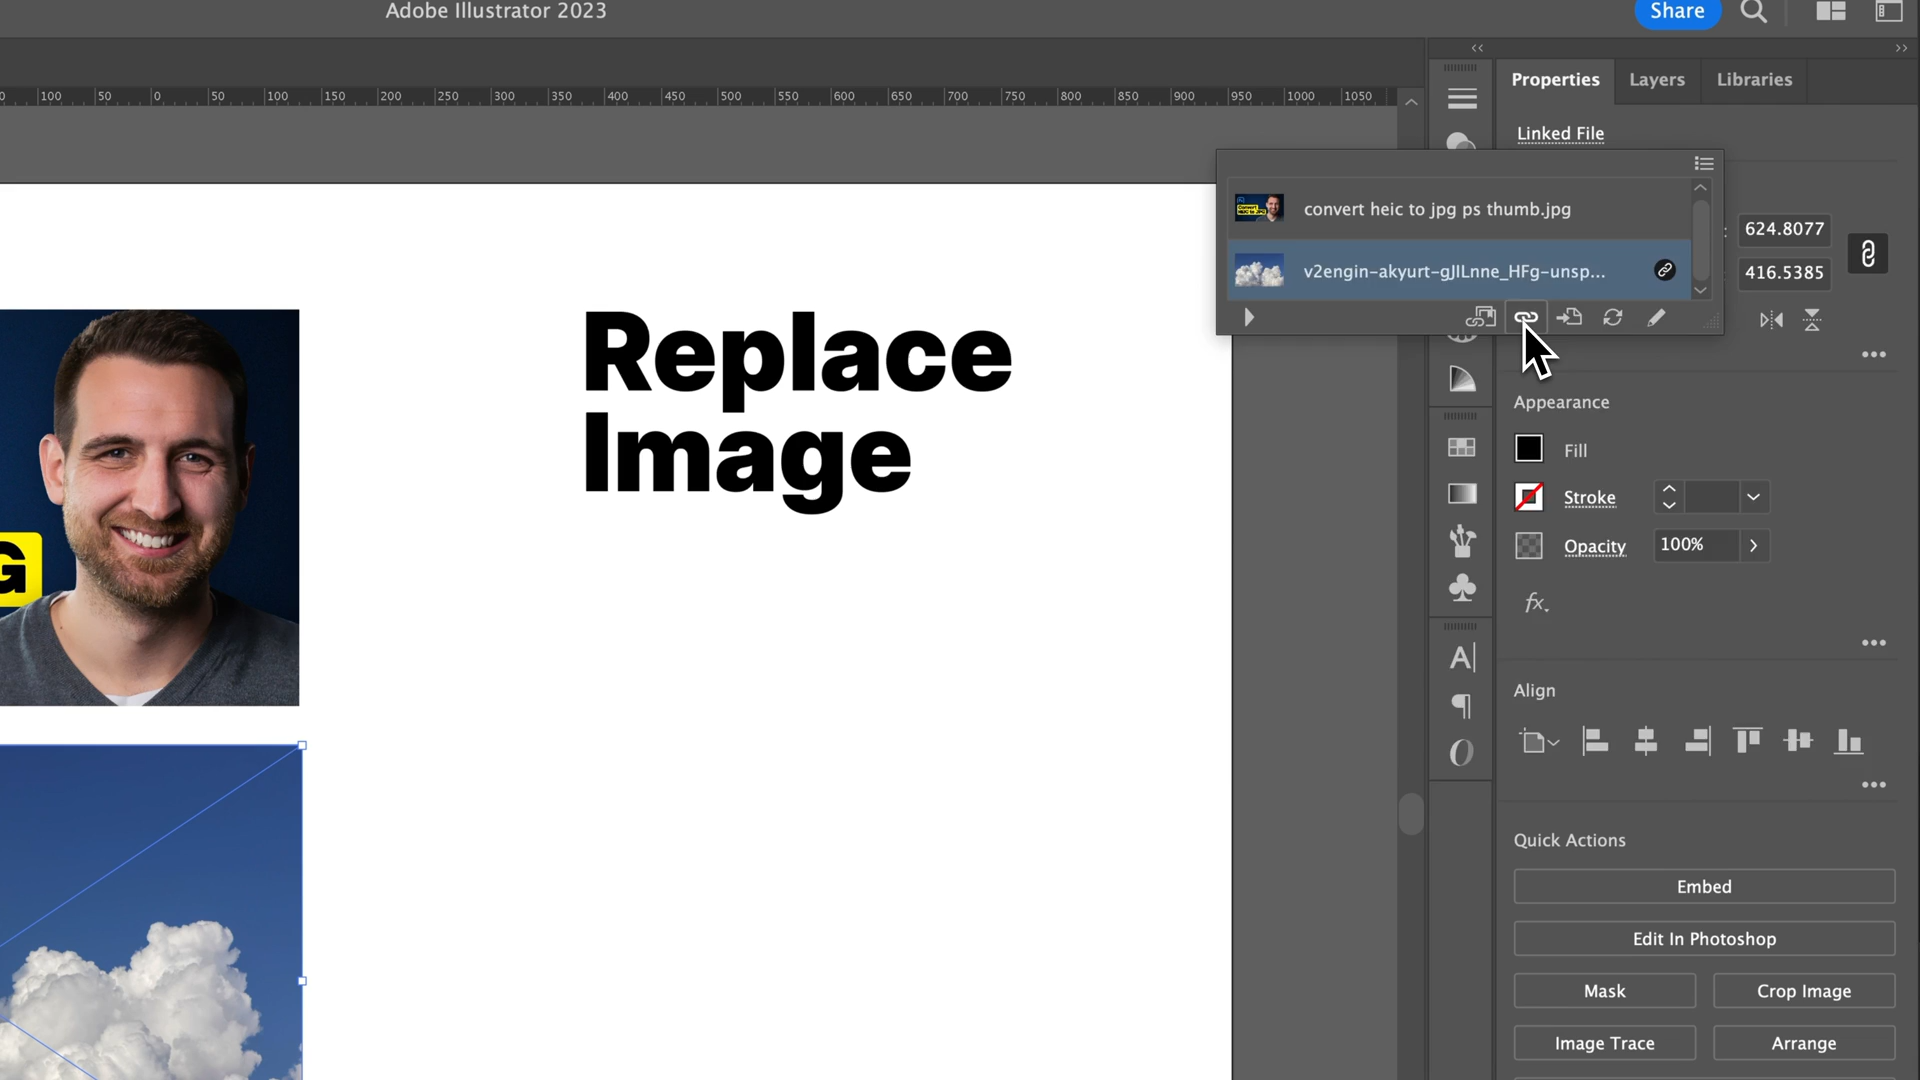 Adobe Illustrator 2023
Share
0 100 50 0 50 100 150 200 250 300 350 400 450 500 550 600 650 700 750 800 850 900 950 1000 1050
Properties
Layers
Libraries
Linked File
convert heic to jpg ps thumb.jpg
v2engin-akyurt-gJILnne_HFg-unsp...
: 624.8077
416.5385
Replace
Image
G
Appearance
Fill
Stroke
Opacity
100%
fx.
Align
Quick Actions
Embed
Edit In Photoshop
Mask
Crop Image
Image Trace
Arrange